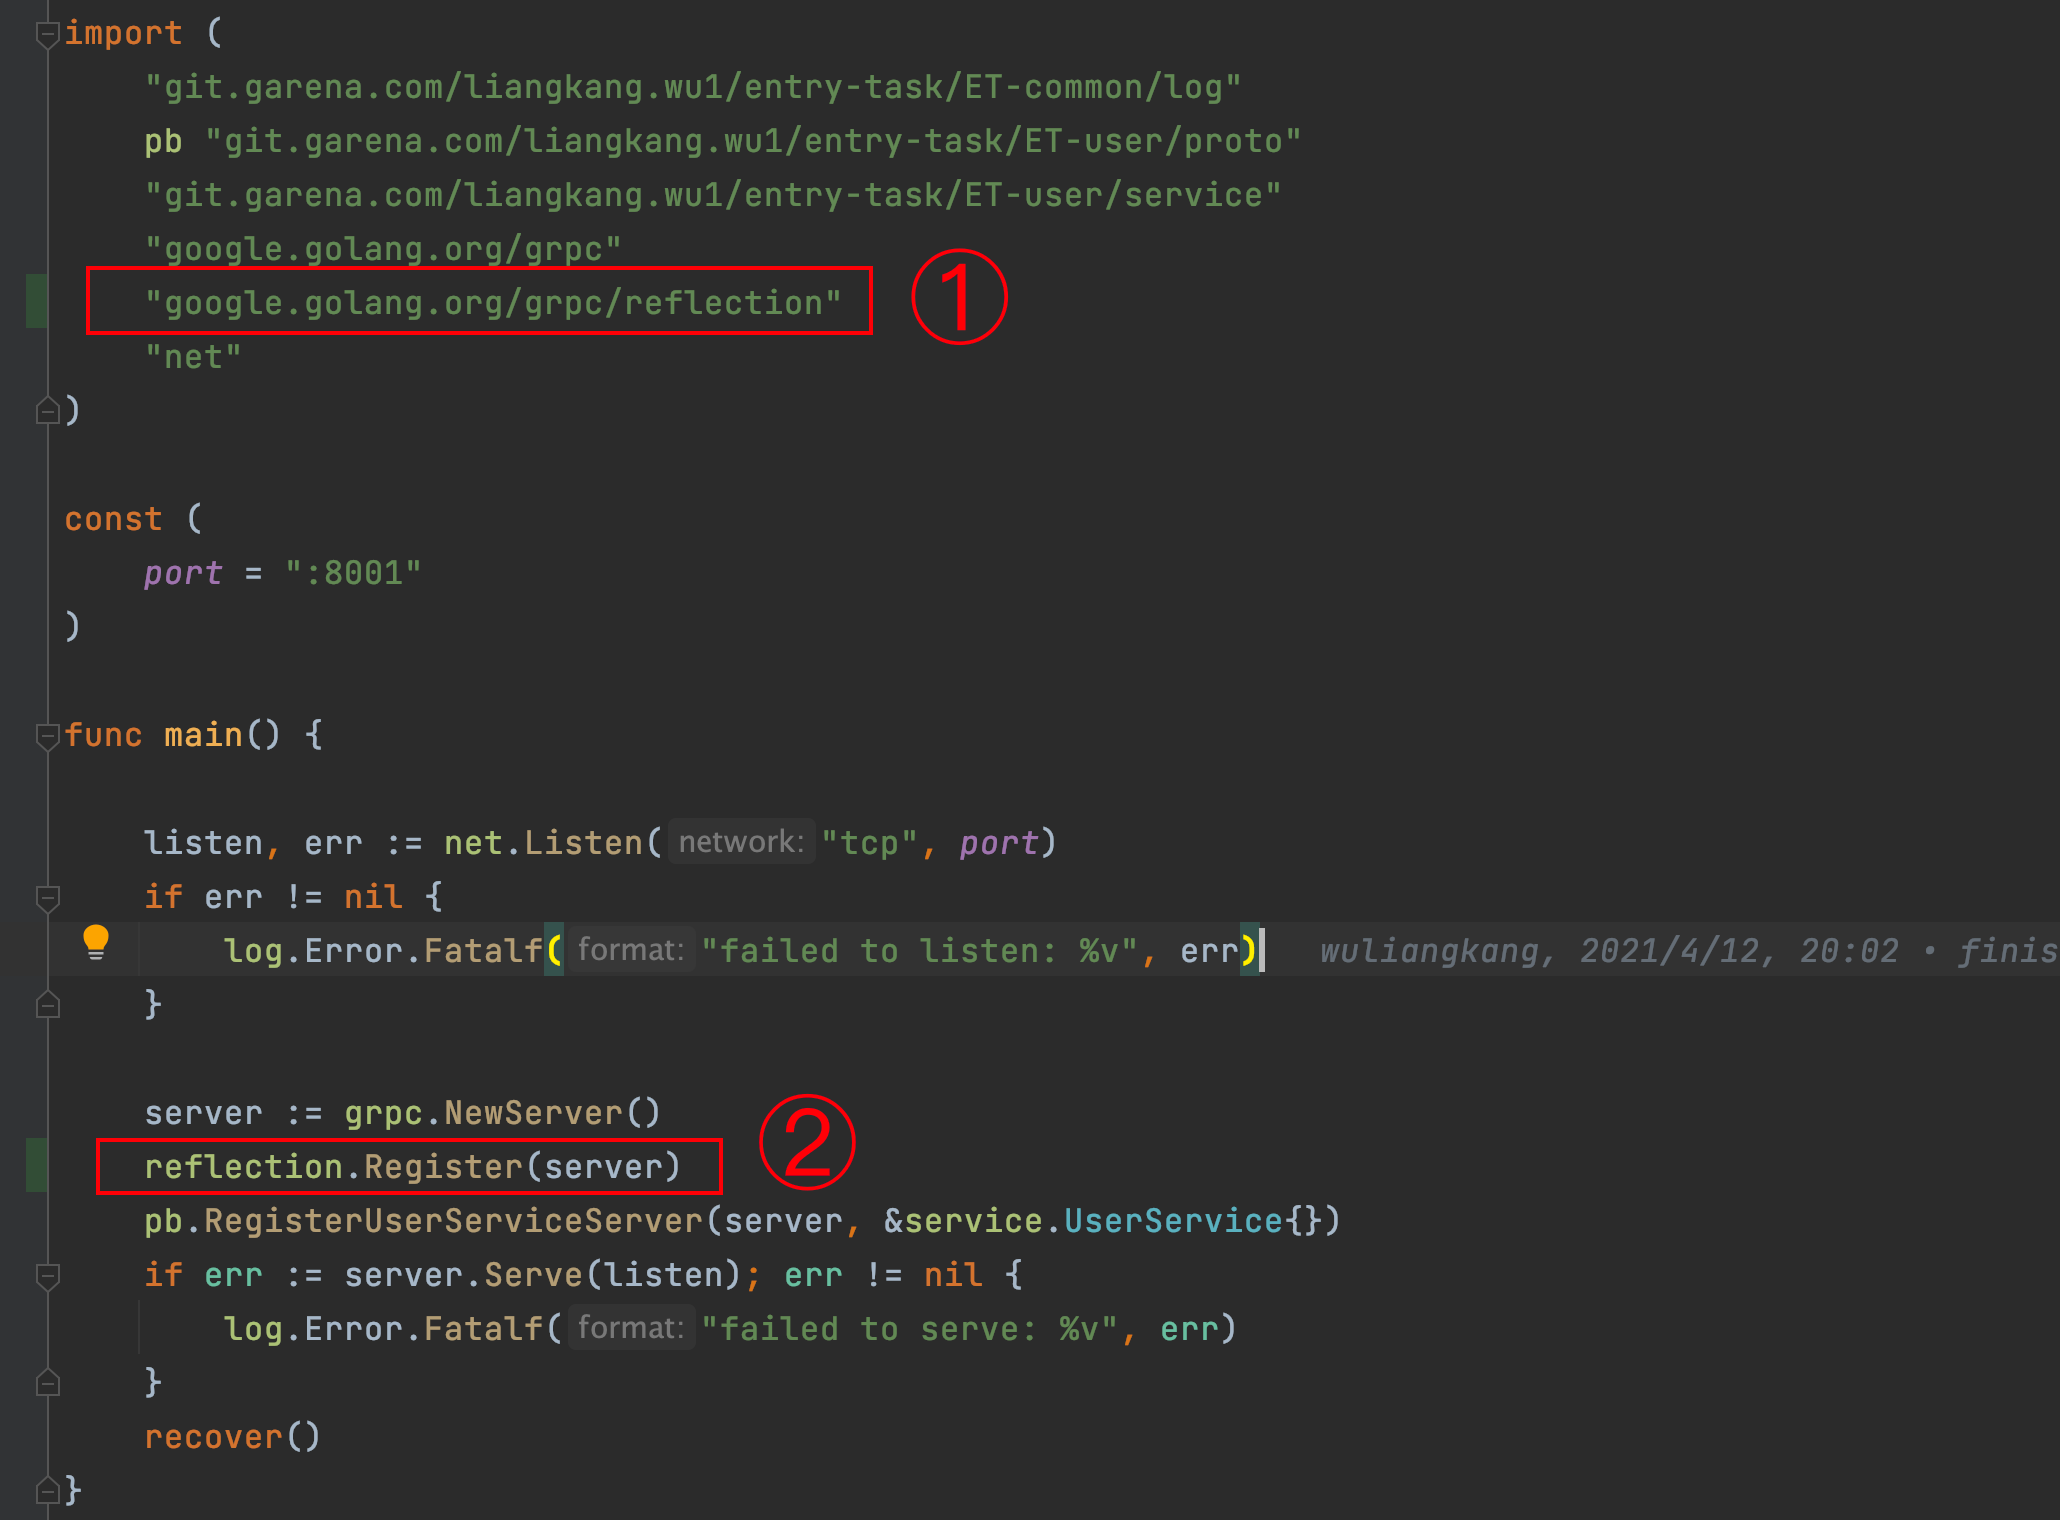 import (
"git.garena.com/liangkang.wu1/entry-task/ET-common/log"
pb "git.garena.com/liangkang.wu1/entry-task/ET-user/proto"
"git.garena.com/liangkang.wu1/entry-task/ET-user/service"
"google.golang.org/grpc"
"google.golang.org/grpc/reflection" ①
"net"
)
const (
port = ":8001"
)
func main() {
listen, err := net.Listen( network: "tcp", port)
if err != nil {
log.Error.Fatalf( format: "failed to listen: %v", err) wuliangkang, 2021/4/12, 20:02 • finis
}
server := grpc.NewServer()
reflection.Register(server) ②
pb.RegisterUserServiceServer(server, &service.UserService{})
if err := server.Serve(listen); err != nil {
log.Error.Fatalf( format: "failed to serve: %v", err)
}
recover()
}